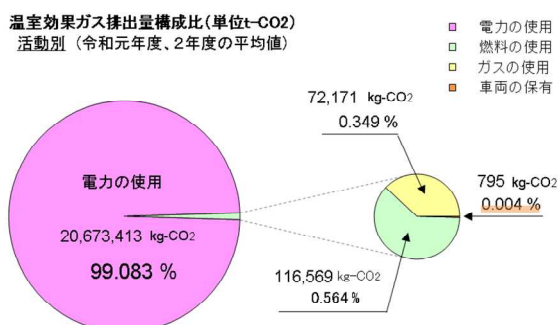 温室効果ガス排出量構成比(単位t-CO2)
活動別 (令和元年度、2年度の平均値)
電力の使用
燃料の使用
ガスの使用
車両の保有
72,171 kg-CO2
0.349 %
795 kg-CO2
0.004 %
電力の使用
20,673,413 kg-CO2
99.083 %
116,569 kg-CO2
0.564 %